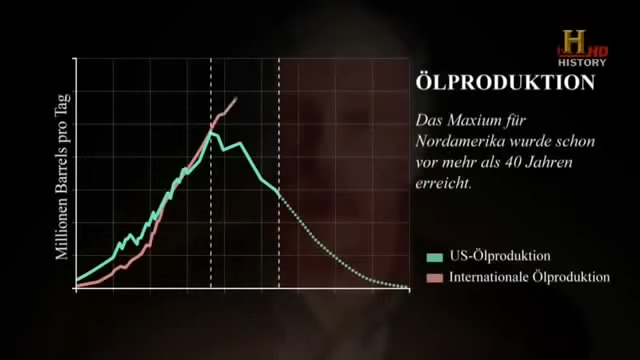 H HD
HISTORY
ÖLPRODUKTION
Das Maxium für
Nordamerika wurde schon
vor mehr als 40 Jahren
erreicht.
Millionen Barrels pro Tag
US-Ölproduktion
Internationale Ölproduktion